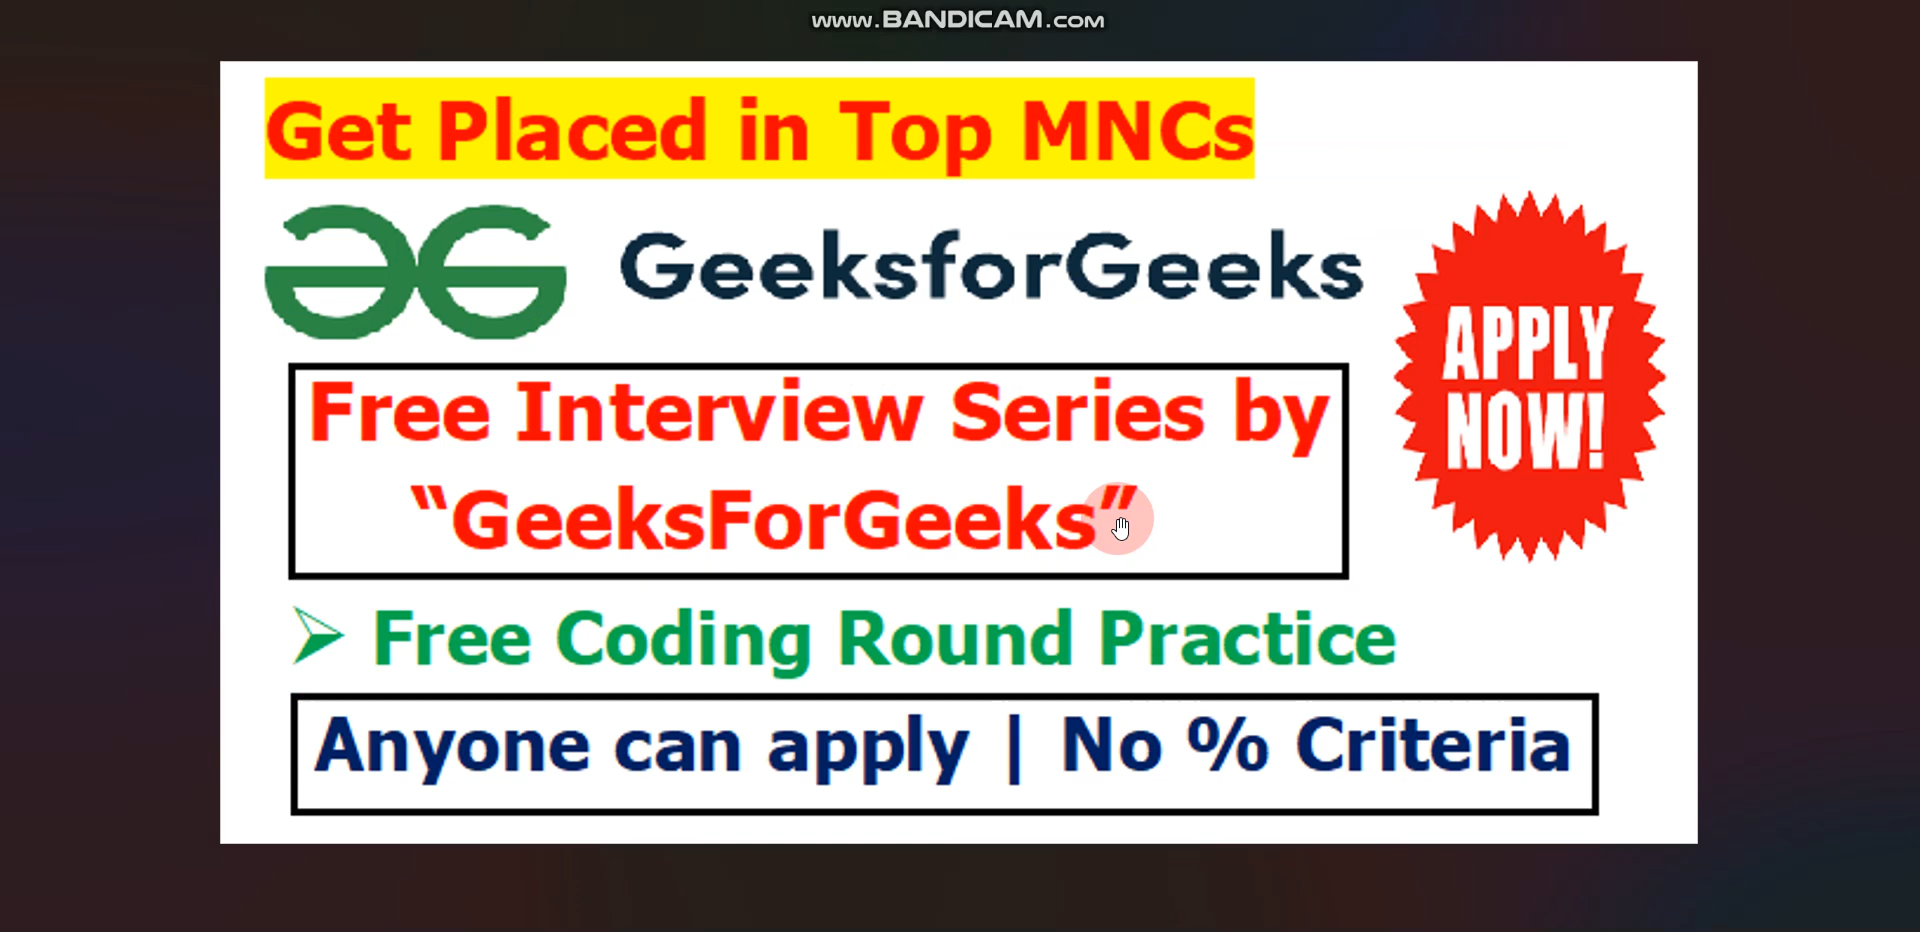 www.BANDICAM.com
Get Placed in Top MNCs
GeeksforGeeks
APPLY
NOW!
Free Interview Series by
“GeeksForGeeks”
Free Coding Round Practice
Anyone can apply | No % Criteria